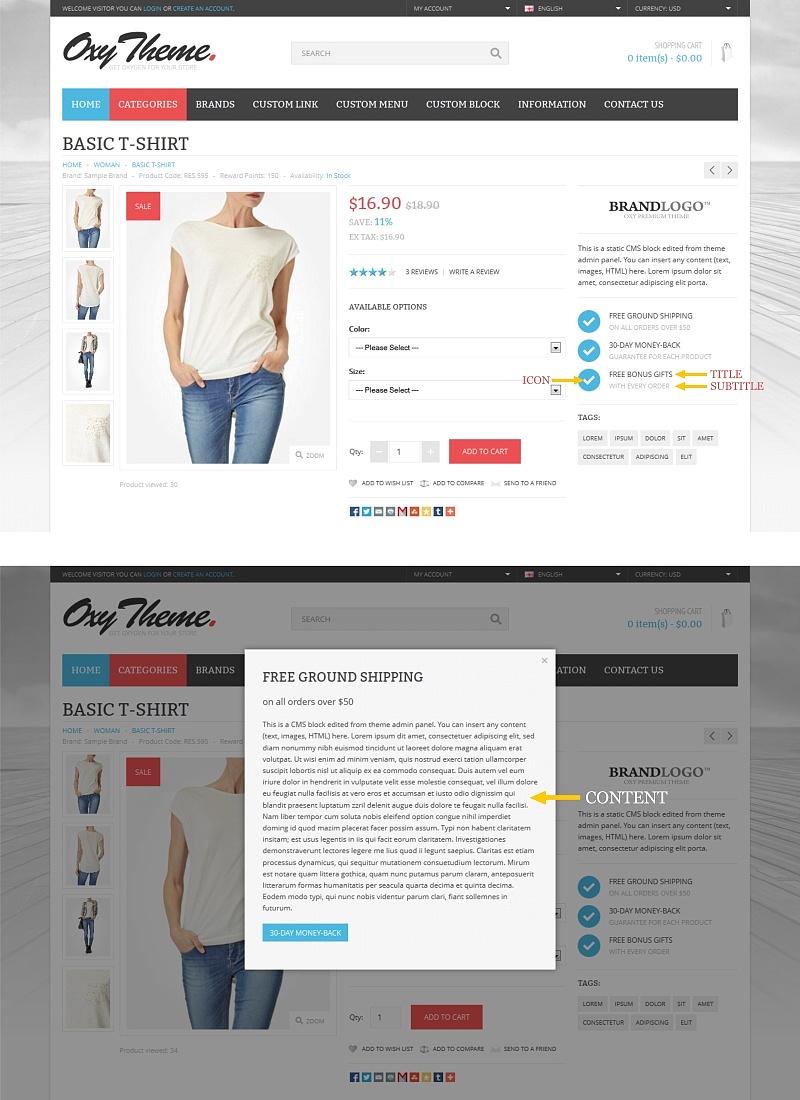 WELCOME VISITOR YOU CAN LOGIN OR CREATE AN ACCOUNT.
MY ACCOUNT
ENGLISH
CURRENCY: USD
Oxy Theme.
GET OXYGEN FOR YOUR STORE
SEARCH
SHOPPING CART
0 item(s) - $0.00
HOME CATEGORIES BRANDS CUSTOM LINK CUSTOM MENU CUSTOM BLOCK INFORMATION CONTACT US
BASIC T-SHIRT
HOME - WOMAN - BASIC T-SHIRT
Brand: Sample Brand - Product Code: RES.595 - Reward Points: 150 - Availability: In Stock
SALE
ZOOM
Product viewed: 30
$16.90 $18.90
SAVE: 11%
EX TAX: $16.90
3 REVIEWS | WRITE A REVIEW
AVAILABLE OPTIONS
Color:
--- Please Select ---
Size:
--- Please Select ---
Qty: − 1 + ADD TO CART
ADD TO WISH LIST ADD TO COMPARE SEND TO A FRIEND
BRANDLOGO™
OXY PREMIUM THEME
This is a static CMS block edited from theme
admin panel. You can insert any content (text,
images, HTML) here. Lorem ipsum dolor sit
amet, consectetur adipiscing elit porta.
FREE GROUND SHIPPING
ON ALL ORDERS OVER $50
30-DAY MONEY-BACK
GUARANTEE FOR EACH PRODUCT
FREE BONUS GIFTS
WITH EVERY ORDER
ICON
TITLE
SUBTITLE
TAGS:
LOREM IPSUM DOLOR SIT AMET
CONSECTETUR ADIPISCING ELIT
WELCOME VISITOR YOU CAN LOGIN OR CREATE AN ACCOUNT.
MY ACCOUNT
ENGLISH
CURRENCY: USD
Oxy Theme.
GET OXYGEN FOR YOUR STORE
SEARCH
SHOPPING CART
0 item(s) - $0.00
HOME CATEGORIES BRANDS
ATION CONTACT US
BASIC T-SHIRT
HOME - WOMAN - BASIC T-SHIRT
Brand: Sample Brand - Product Code: RES.595 - Reward
SALE
ZOOM
Product viewed: 34
×
FREE GROUND SHIPPING
on all orders over $50
This is a CMS block edited from theme admin panel. You can insert any content
(text, images, HTML) here. Lorem ipsum dit amet, consectetuer adipiscing elit, sed
diam nonummy nibh euismod tincidunt ut laoreet dolore magna aliquam erat
volutpat. Ut wisi enim ad minim veniam, quis nostrud exerci tation ullamcorper
suscipit lobortis nisl ut aliquip ex ea commodo consequat. Duis autem vel eum
iriure dolor in hendrerit in vulputate velit esse molestie consequat, vel illum dolore
eu feugiat nulla facilisis at vero eros et accumsan et iusto odio dignissim qui
blandit praesent luptatum zzril delenit augue duis dolore te feugait nulla facilisi.
Nam liber tempor cum soluta nobis eleifend option congue nihil imperdiet
doming id quod mazim placerat facer possim assum. Typi non habent claritatem
insitam; est usus legentis in iis qui facit eorum claritatem. Investigationes
demonstraverunt lectores legere me lius quod ii legunt saepius. Claritas est etiam
processus dynamicus, qui sequitur mutationem consuetudium lectorum. Mirum
est notare quam littera gothica, quam nunc putamus parum claram, anteposuerit
litterarum formas humanitatis per seacula quarta decima et quinta decima.
Eodem modo typi, qui nunc nobis videntur parum clari, fiant sollemnes in
futurum.
30-DAY MONEY-BACK
CONTENT
Qty: 1 ADD TO CART
ADD TO WISH LIST ADD TO COMPARE SEND TO A FRIEND
BRANDLOGO™
OXY PREMIUM THEME
This is a static CMS block edited from theme
admin panel. You can insert any content (text,
images, HTML) here. Lorem ipsum dolor sit
amet, consectetur adipiscing elit porta.
FREE GROUND SHIPPING
ON ALL ORDERS OVER $50
30-DAY MONEY-BACK
GUARANTEE FOR EACH PRODUCT
FREE BONUS GIFTS
WITH EVERY ORDER
TAGS:
LOREM IPSUM DOLOR SIT AMET
CONSECTETUR ADIPISCING ELIT